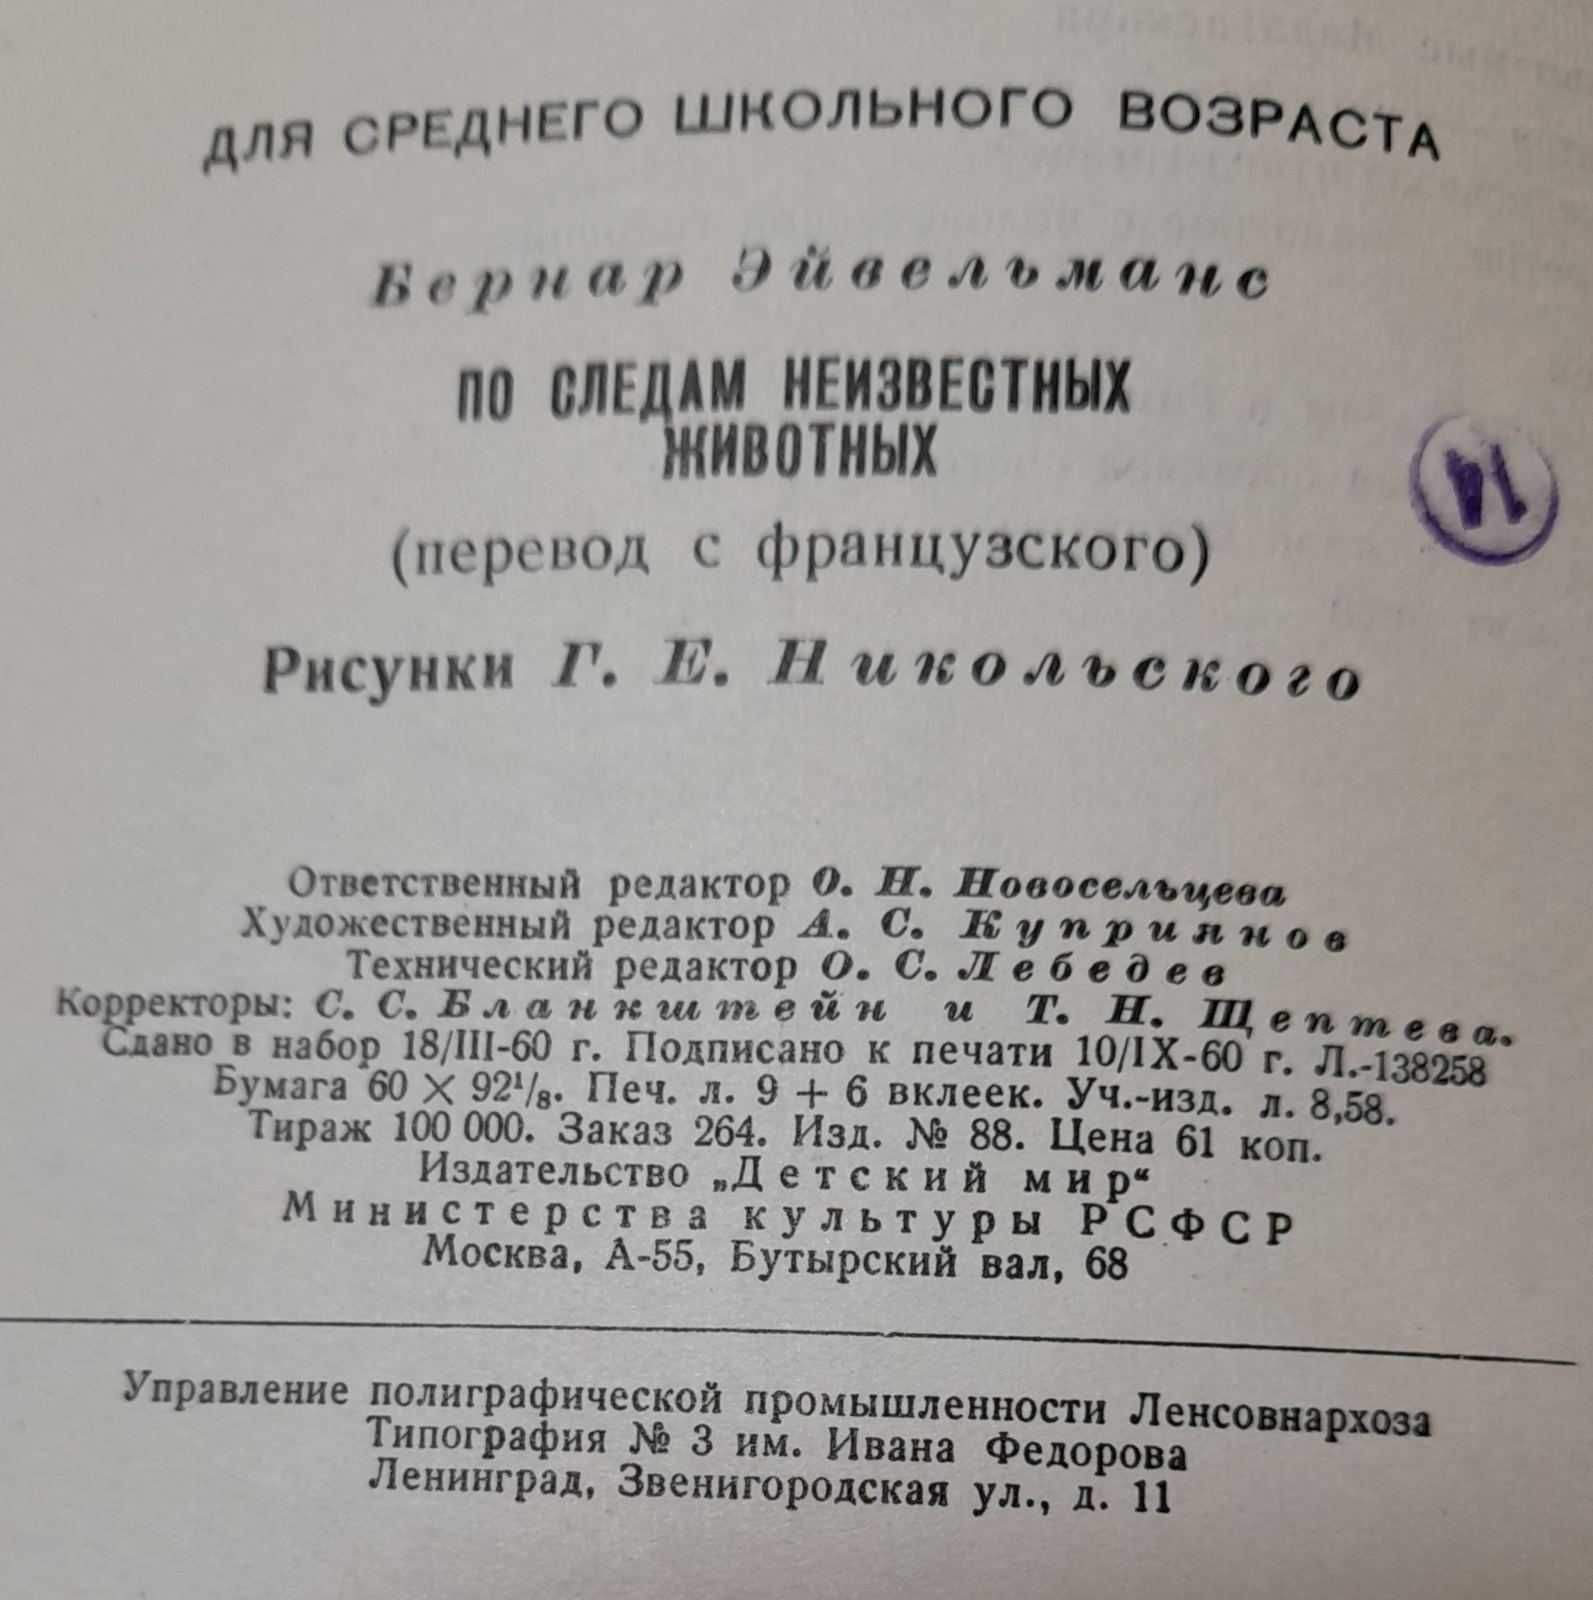 ДЛЯ СРЕДНЕГО ШКОЛЬНОГО ВОЗРАСТА
Бернар Эйвельманс
ПО СЛЕДАМ НЕИЗВЕСТНЫХ
ЖИВОТНЫХ
(перевод с французского)
Рисунки Г. Е. Никольского
Ответственный редактор О. Н. Новосельцева
Художественный редактор А. С. Куприянов
Технический редактор О. С. Лебедев
Корректоры: С. С. Бланкштейн и Т. Н. Щептева.
Сдано в набор 18/III-60 г. Подписано к печати 10/IX-60 г. Л.-138258
Бумага 60 × 92¹/₈. Печ. л. 9 + 6 вклеек. Уч.-изд. л. 8,58.
Тираж 100 000. Заказ 264. Изд. № 88. Цена 61 коп.
Издательство „Детский мир“
Министерства культуры РСФСР
Москва, А-55, Бутырский вал, 68
Управление полиграфической промышленности Ленсовнархоза
Типография № 3 им. Ивана Федорова
Ленинград, Звенигородская ул., д. 11